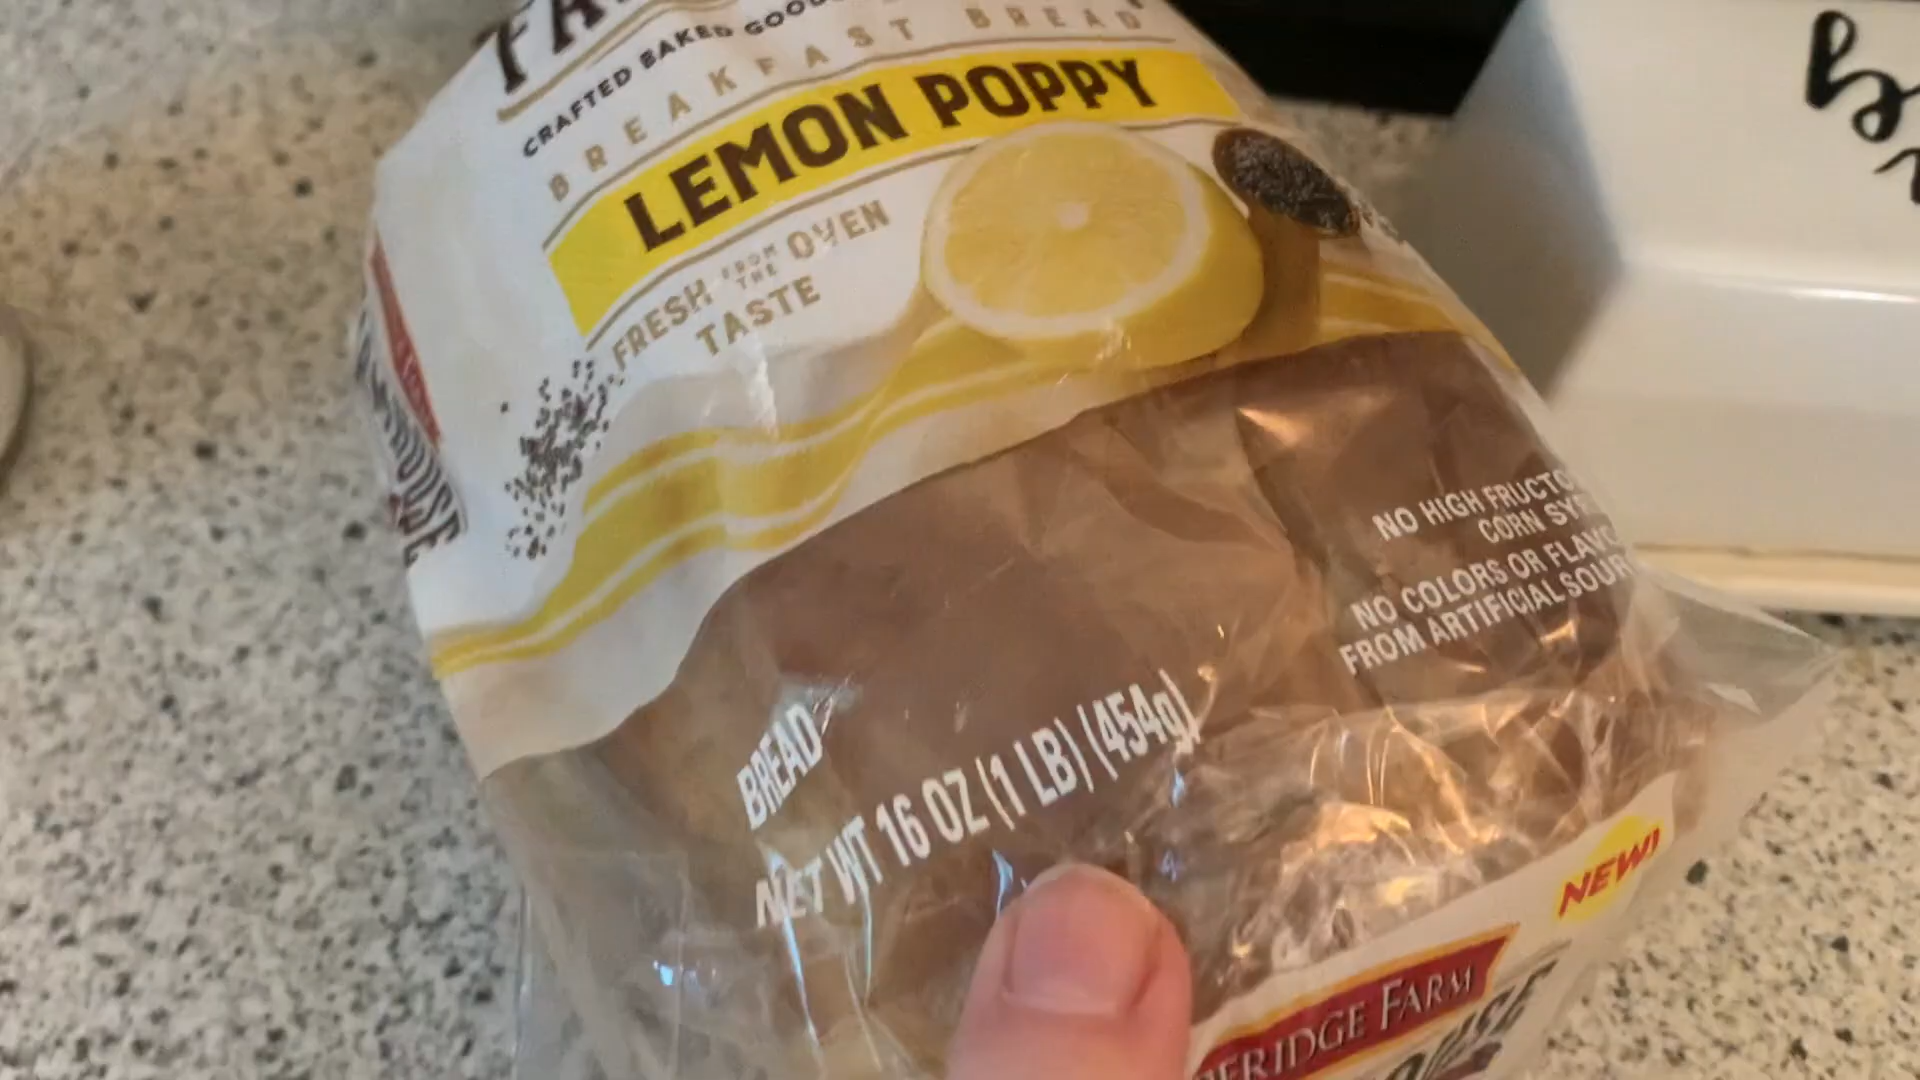 CRAFTED BAKED GOODS
BREAKFAST BREAD
LEMON POPPY
FRESH FROM THE OVEN
TASTE
NO HIGH FRUCTO
CORN SY
NO COLORS OR FLAVO
FROM ARTIFICIAL SOUR
BREAD
NET WT 16 OZ (1 LB) (454g)
NEW!
ERIDGE FARM